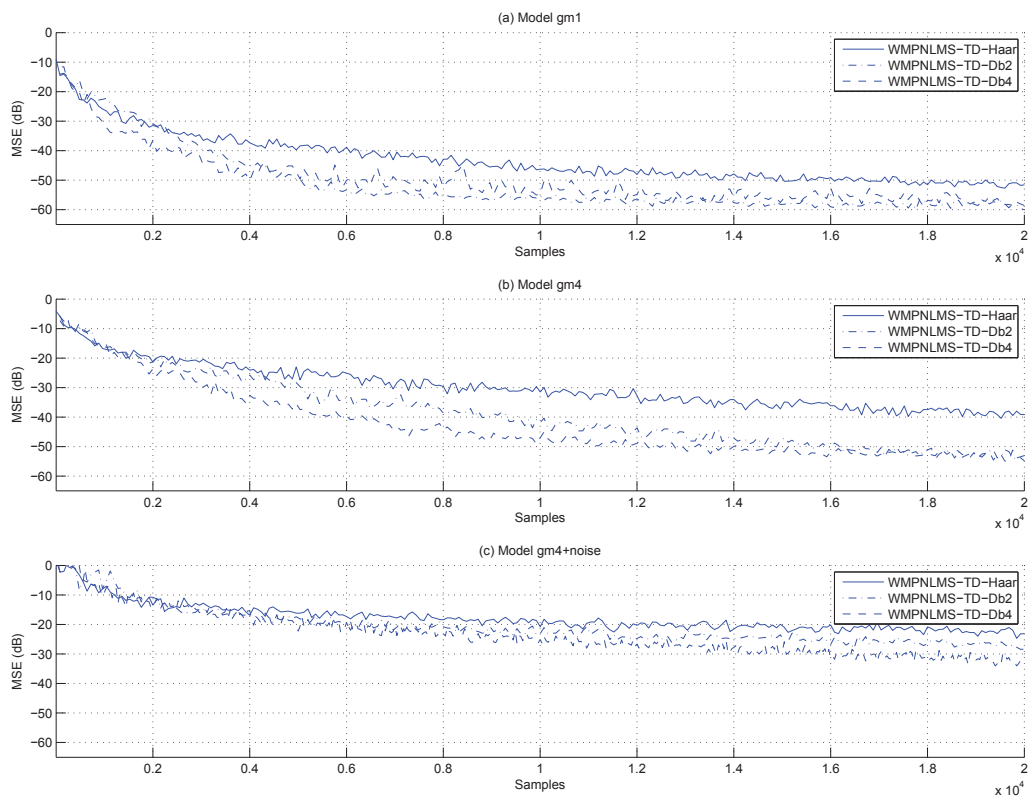 (a) Model gm1
MSE (dB)
0
−10
−20
−30
−40
−50
−60
WMPNLMS−TD−Haar
WMPNLMS−TD−Db2
WMPNLMS−TD−Db4
0.2 0.4 0.6 0.8 1 1.2 1.4 1.6 1.8 2
Samples
x 10^4
(b) Model gm4
MSE (dB)
0
−10
−20
−30
−40
−50
−60
WMPNLMS−TD−Haar
WMPNLMS−TD−Db2
WMPNLMS−TD−Db4
0.2 0.4 0.6 0.8 1 1.2 1.4 1.6 1.8 2
Samples
x 10^4
(c) Model gm4+noise
MSE (dB)
0
−10
−20
−30
−40
−50
−60
WMPNLMS−TD−Haar
WMPNLMS−TD−Db2
WMPNLMS−TD−Db4
0.2 0.4 0.6 0.8 1 1.2 1.4 1.6 1.8 2
Samples
x 10^4